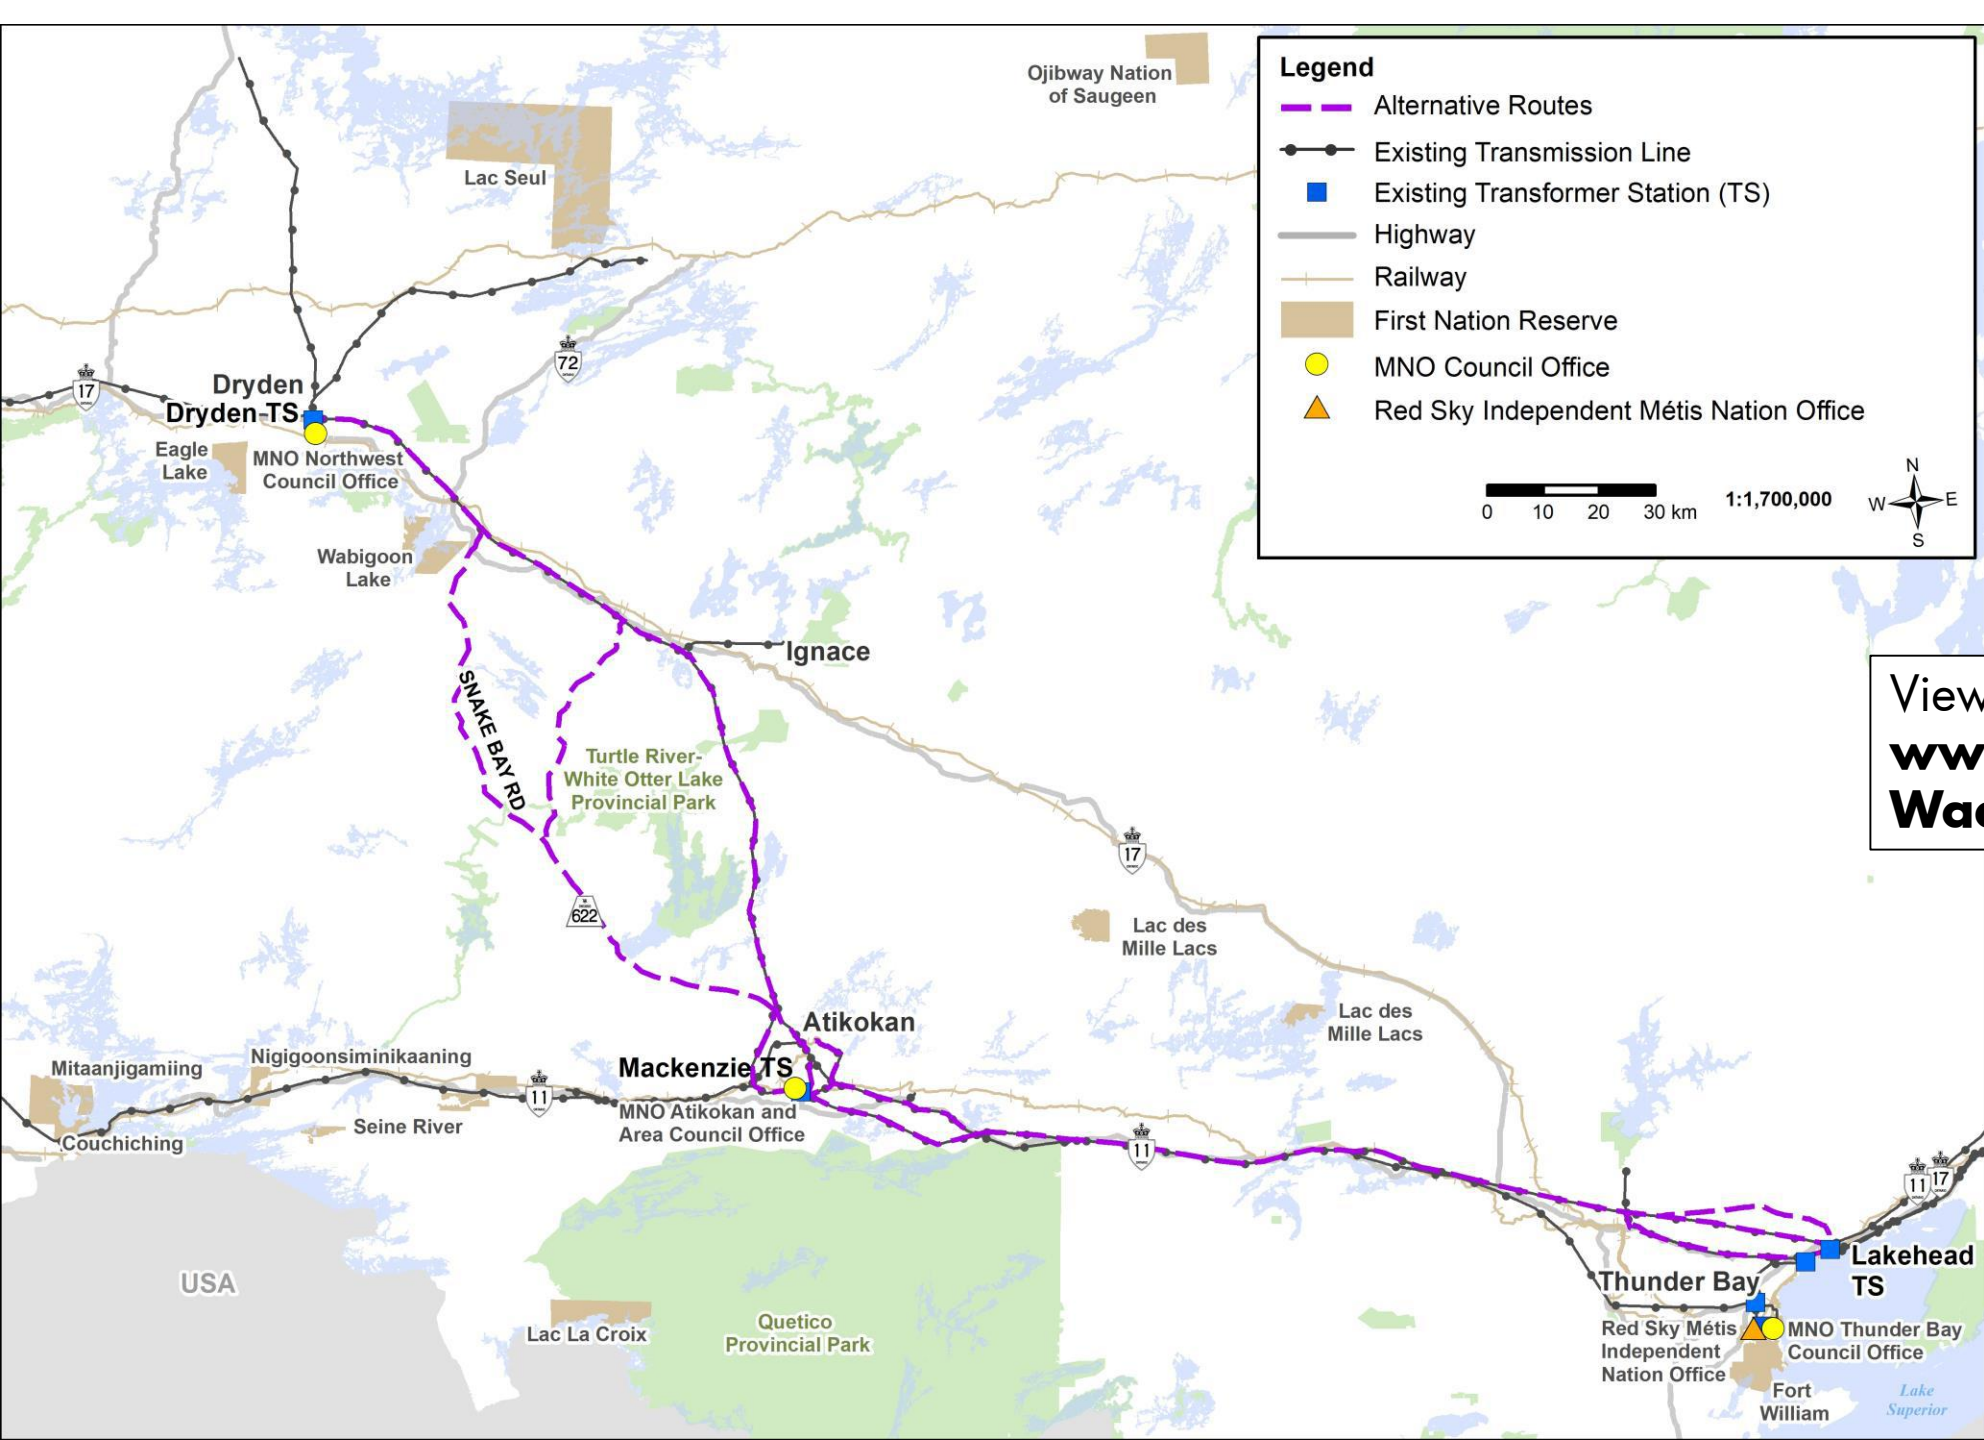 Ojibway Nation
of Saugeen
Legend
Alternative Routes
Existing Transmission Line
Existing Transformer Station (TS)
Highway
Railway
First Nation Reserve
MNO Council Office
Red Sky Independent Métis Nation Office
0 10 20 30 km
1:1,700,000
N
W E
S
Lac Seul
72
17
Dryden
Dryden TS
Eagle
Lake
MNO Northwest
Council Office
Wabigoon
Lake
Ignace
SNAKE BAY RD
Turtle River-
White Otter Lake
Provincial Park
View
ww
Wa
17
622
Lac des
Mille Lacs
Lac des
Mille Lacs
Atikokan
Mackenzie TS
MNO Atikokan and
Area Council Office
Mitaanjigamiing
Nigigoonsiminikaaning
11
Seine River
Couchiching
11
11 17
USA
Lac La Croix
Quetico
Provincial Park
Lakehead
TS
Thunder Bay
Red Sky Métis
Independent
Nation Office
MNO Thunder Bay
Council Office
Fort
William
Lake
Superior